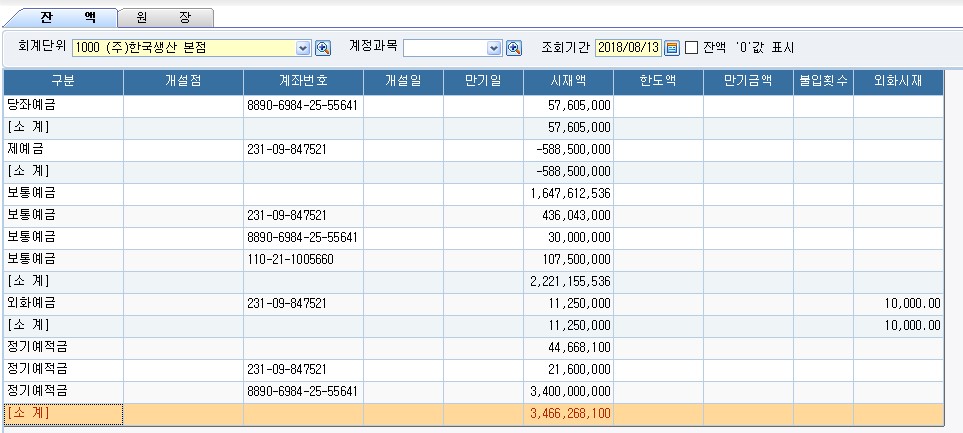 잔 액 원 장
회계단위 1000 (주)한국생산 본점 계정과목 조회기간 2018/08/13 잔액 '0'값 표시
구분 개설점 계좌번호 개설일 만기일 시재액 한도액 만기금액 불입횟수 외화시재
당좌예금 8890-6984-25-55641 57,605,000
[소 계] 57,605,000
제예금 231-09-847521 -588,500,000
[소 계] -588,500,000
보통예금 1,647,612,536
보통예금 231-09-847521 436,043,000
보통예금 8890-6984-25-55641 30,000,000
보통예금 110-21-1005660 107,500,000
[소 계] 2,221,155,536
외화예금 231-09-847521 11,250,000 10,000.00
[소 계] 11,250,000 10,000.00
정기예적금 44,668,100
정기예적금 231-09-847521 21,600,000
정기예적금 8890-6984-25-55641 3,400,000,000
[소 계] 3,466,268,100